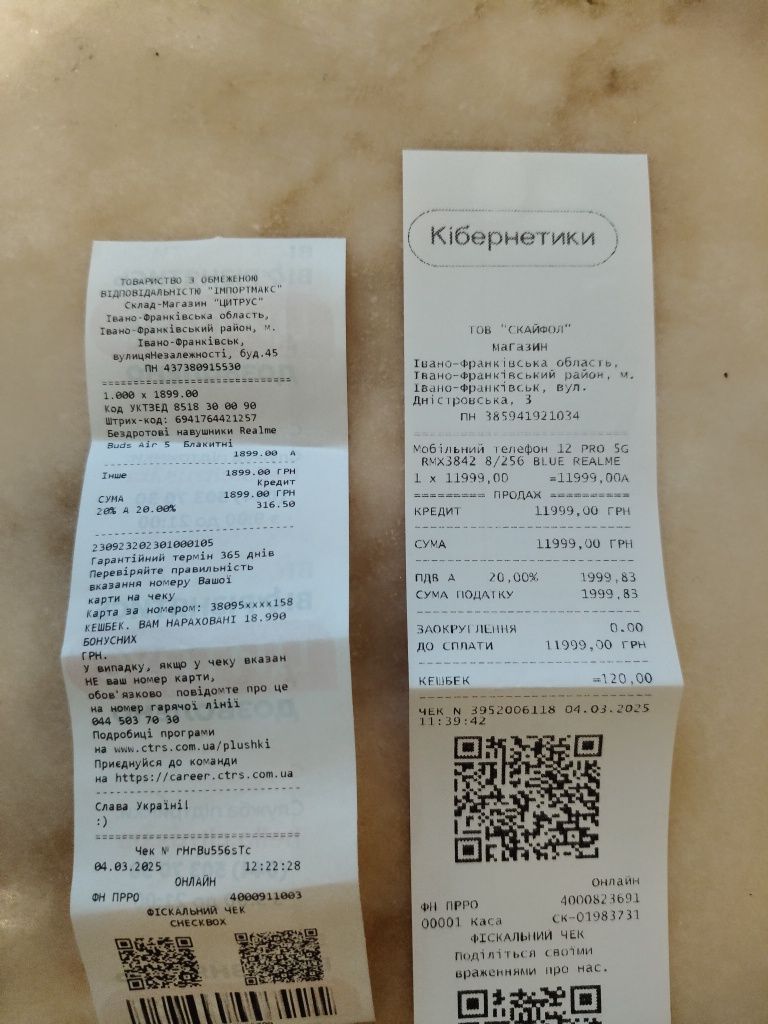 ТОВАРИСТВО З ОБМЕЖЕНОЮ
ВІДПОВІДАЛЬНІСТЮ "ІМПОРТМАКС"
Склад-Магазин "ЦИТРУС"
Івано-Франківська область,
Івано-Франківський район, м.
Івано-Франківськ,
вулицяНезалежності, буд.45
ПН 437380915530
1.000 x 1899.00
Код УКТЗЕД 8518 30 00 90
Штрих-код: 6941764421257
Бездротові навушники Realme
Buds Air 5 Блакитні
1899.00 А
Інше 1899.00 ГРН
Кредит
СУМА 1899.00 ГРН
20% А 20.00% 316.50
230923202301000105
Гарантійний термін 365 днів
Перевіряйте правильність
вказання номеру Вашої
карти на чеку
Карта за номером: 38095xxxx158
КЕШБЕК. ВАМ НАРАХОВАНІ 18.990
БОНУСНИХ
ГРН.
У випадку, якщо у чеку вказан
НЕ ваш номер карти,
обов'язково повідомте про це
на номер гарячої лінії
044 503 70 30
Подробиці програми
на www.ctrs.com.ua/plushki
Приєднуйся до команди
на https://career.ctrs.com.ua
Слава Україні!
:)
Чек № rHrBu556sTc
04.03.2025 12:22:28
ОНЛАЙН
ФН ПРРО 4000911003
ФІСКАЛЬНИЙ ЧЕК
CHECKBOX
Кібернетики
ТОВ "СКАЙФОЛ"
магазин
Івано-Франківська область,
Івано-Франківський район, м.
Івано-Франківськ, вул.
Дністровська, 3
ПН 385941921034
Мобільний телефон 12 PRO 5G
RMX3842 8/256 BLUE REALME
1 x 11999,00 =11999,00А
ПРОДАЖ
КРЕДИТ 11999,00 ГРН
СУМА 11999,00 ГРН
ПДВ А 20,00% 1999,83
СУМА ПОДАТКУ 1999,83
ЗАОКРУГЛЕННЯ 0.00
ДО СПЛАТИ 11999,00 ГРН
КЕШБЕК =120,00
ЧЕК N 3952006118 04.03.2025
11:39:42
Онлайн
ФН ПРРО 4000823691
00001 Каса СК-01983731
ФІСКАЛЬНИЙ ЧЕК
Поділіться своїми
враженнями про нас.